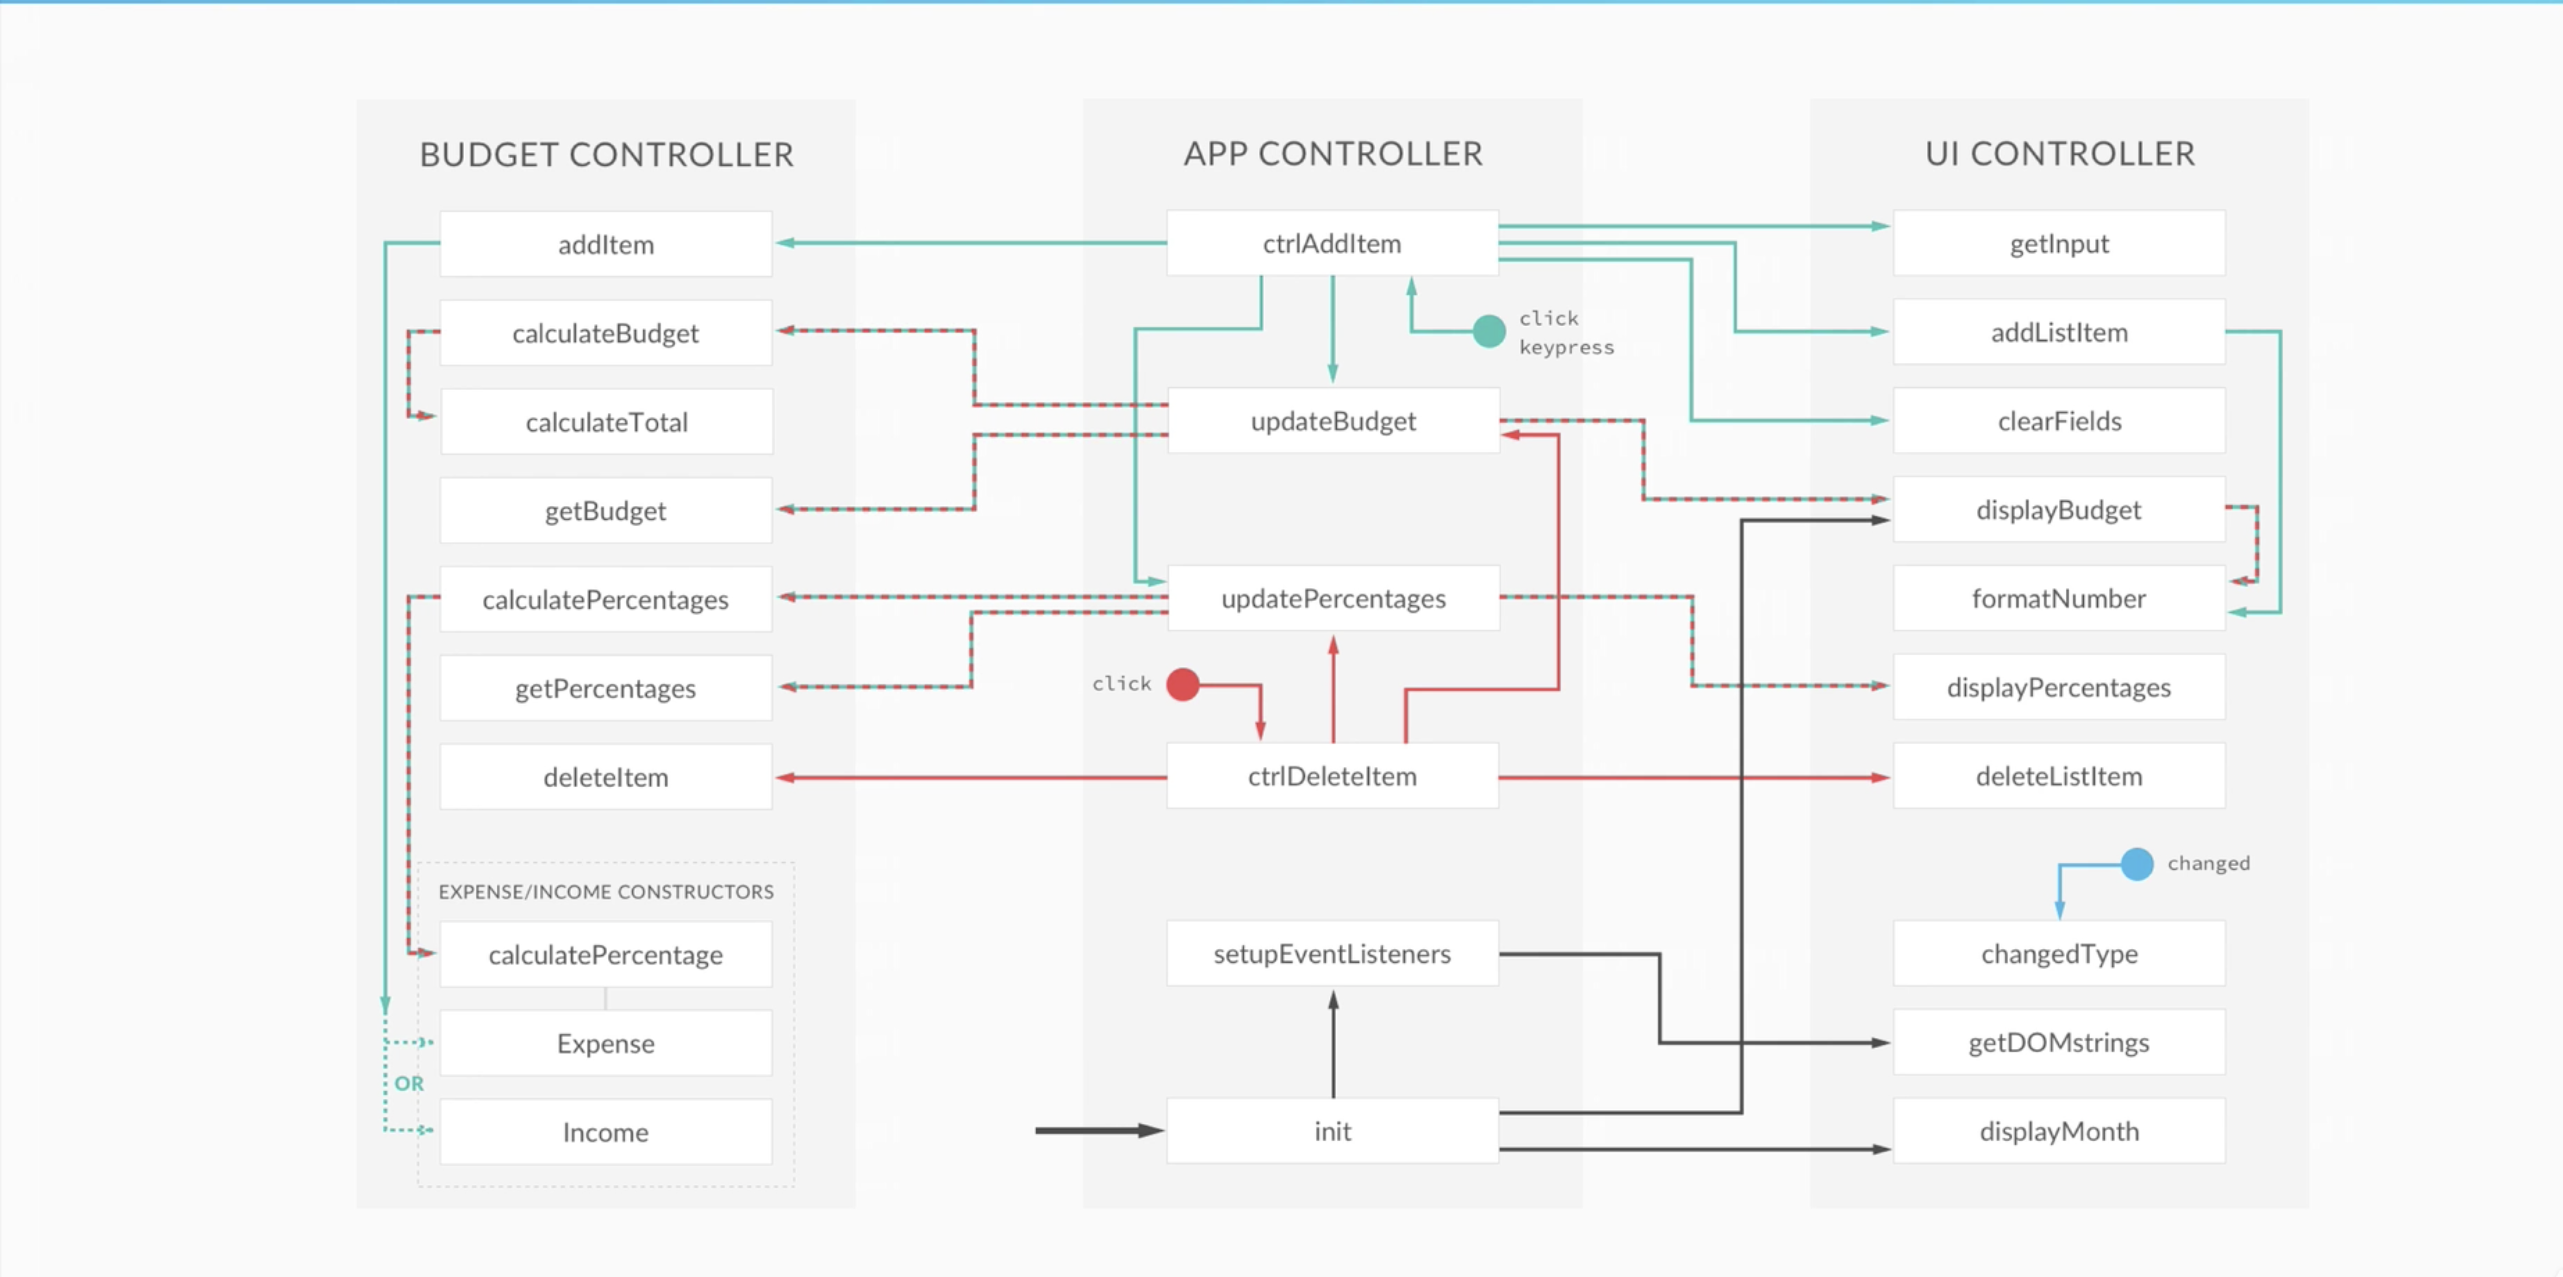 BUDGET CONTROLLER
addItem
calculateBudget
calculateTotal
getBudget
calculatePercentages
getPercentages
deleteItem
EXPENSE/INCOME CONSTRUCTORS
calculatePercentage
Expense
OR
Income
APP CONTROLLER
ctrlAddItem
click
keypress
updateBudget
updatePercentages
click
ctrlDeleteItem
setupEventListeners
init
UI CONTROLLER
getInput
addListItem
clearFields
displayBudget
formatNumber
displayPercentages
deleteListItem
changed
changedType
getDOMstrings
displayMonth